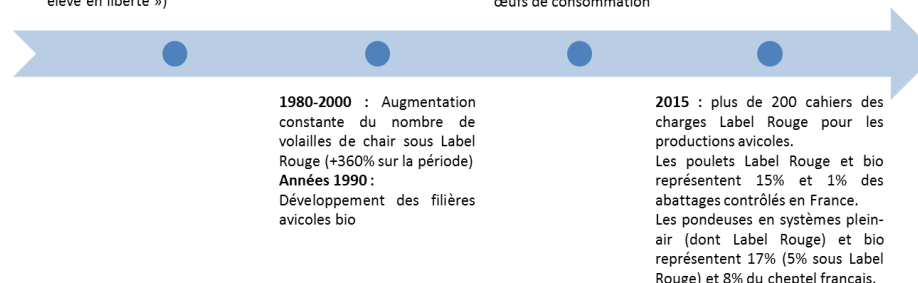 élevé en liberté »)
œufs de consommation
1980-2000 : Augmentation
constante du nombre de
volailles de chair sous Label
Rouge (+360% sur la période)
Années 1990 :
Développement des filières
avicoles bio
2015 : plus de 200 cahiers des
charges Label Rouge pour les
productions avicoles.
Les poulets Label Rouge et bio
représentent 15% et 1% des
abattages contrôlés en France.
Les pondeuses en systèmes plein-
air (dont Label Rouge) et bio
représentent 17% (5% sous Label
Rouge) et 8% du cheptel français.